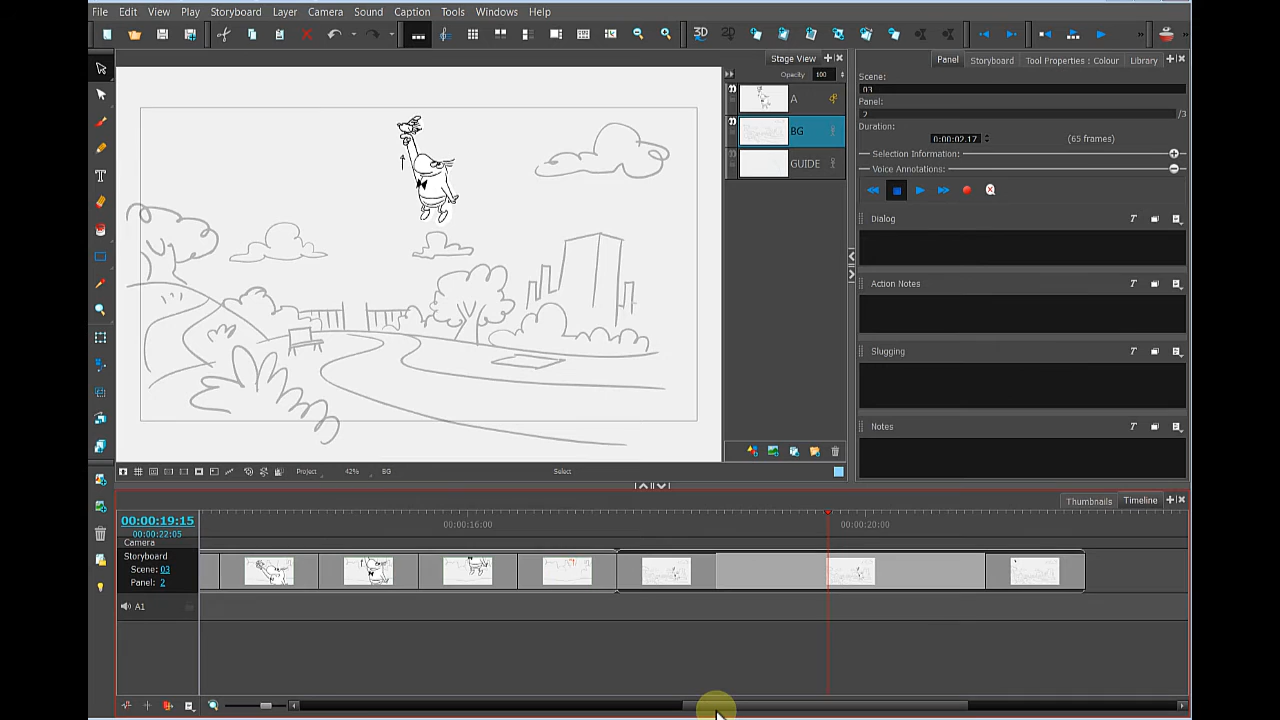 File Edit View Play Storyboard Layer Camera Sound Caption Tools Windows Help
3D 2D
Stage View
Opacity 100
A
BG
GUIDE
Panel Storyboard Tool Properties : Colour Library
Scene:
03
Panel:
2 /3
Duration:
0:00:02.17 (65 frames)
Selection Information:
Voice Annotations:
Dialog
Action Notes
Slugging
Notes
Project 42% BG Select
Thumbnails Timeline
00:00:19:15
00:00:22:05
00:00:16:00 00:00:20:00
Camera
Storyboard
Scene: 03
Panel: 2
A1